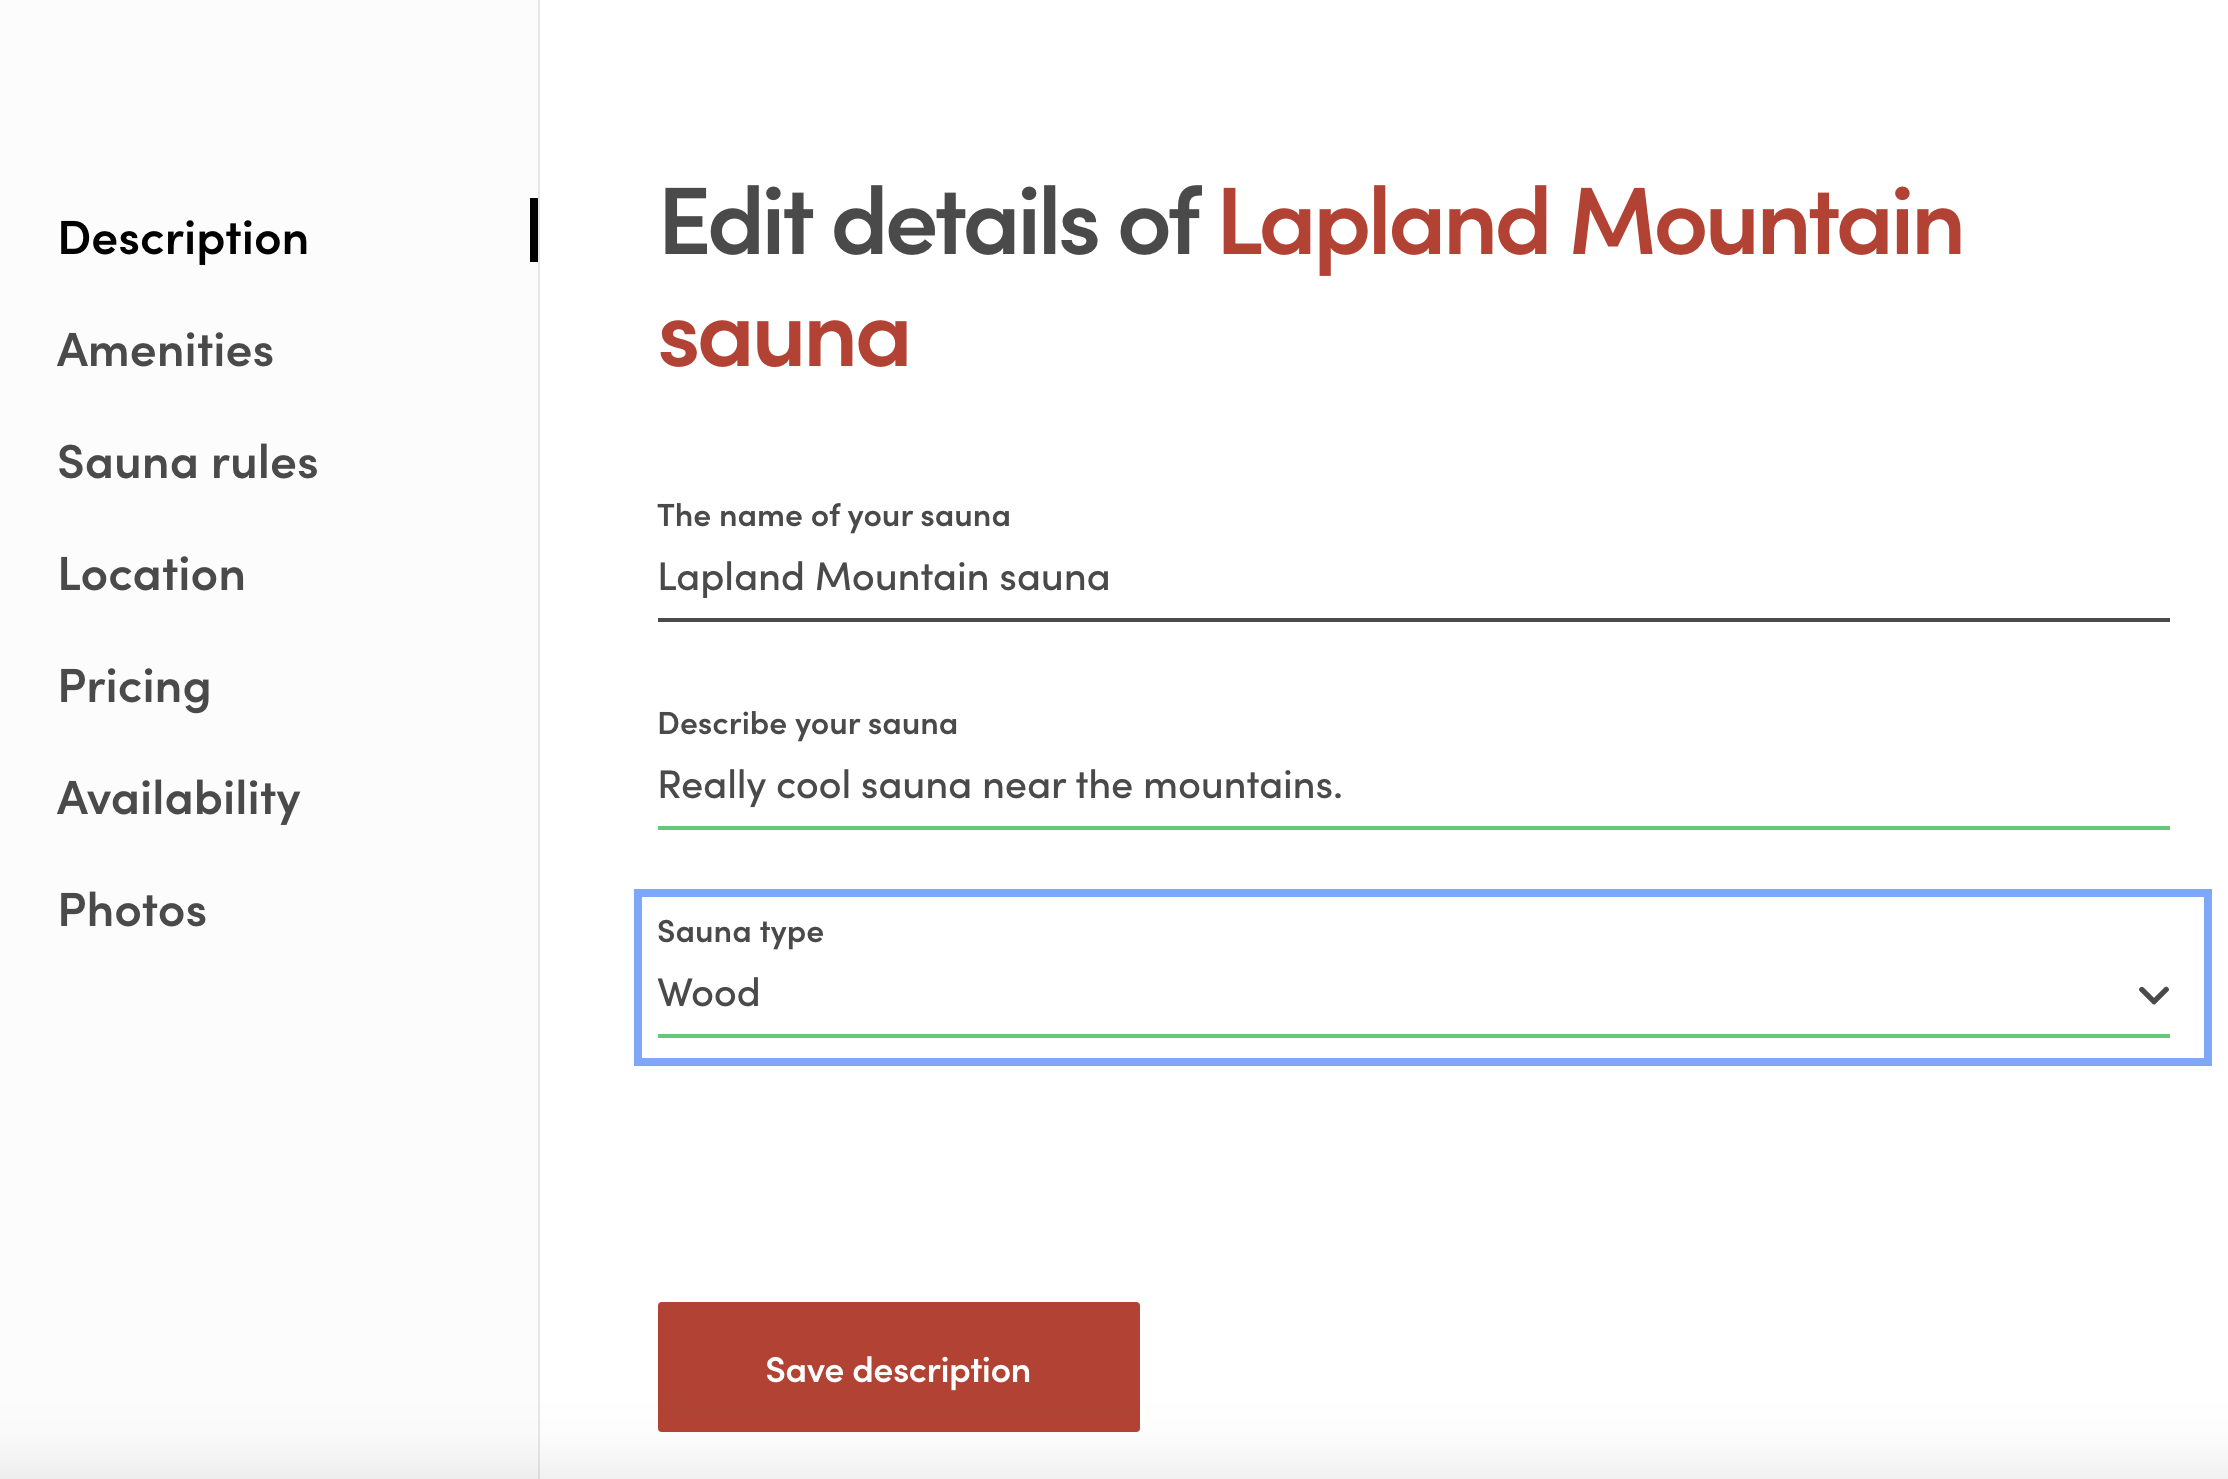 Description
Amenities
Sauna rules
Location
Pricing
Availability
Photos
Edit details of Lapland Mountain
sauna
The name of your sauna
Lapland Mountain sauna
Describe your sauna
Really cool sauna near the mountains.
Sauna type
Wood
Save description